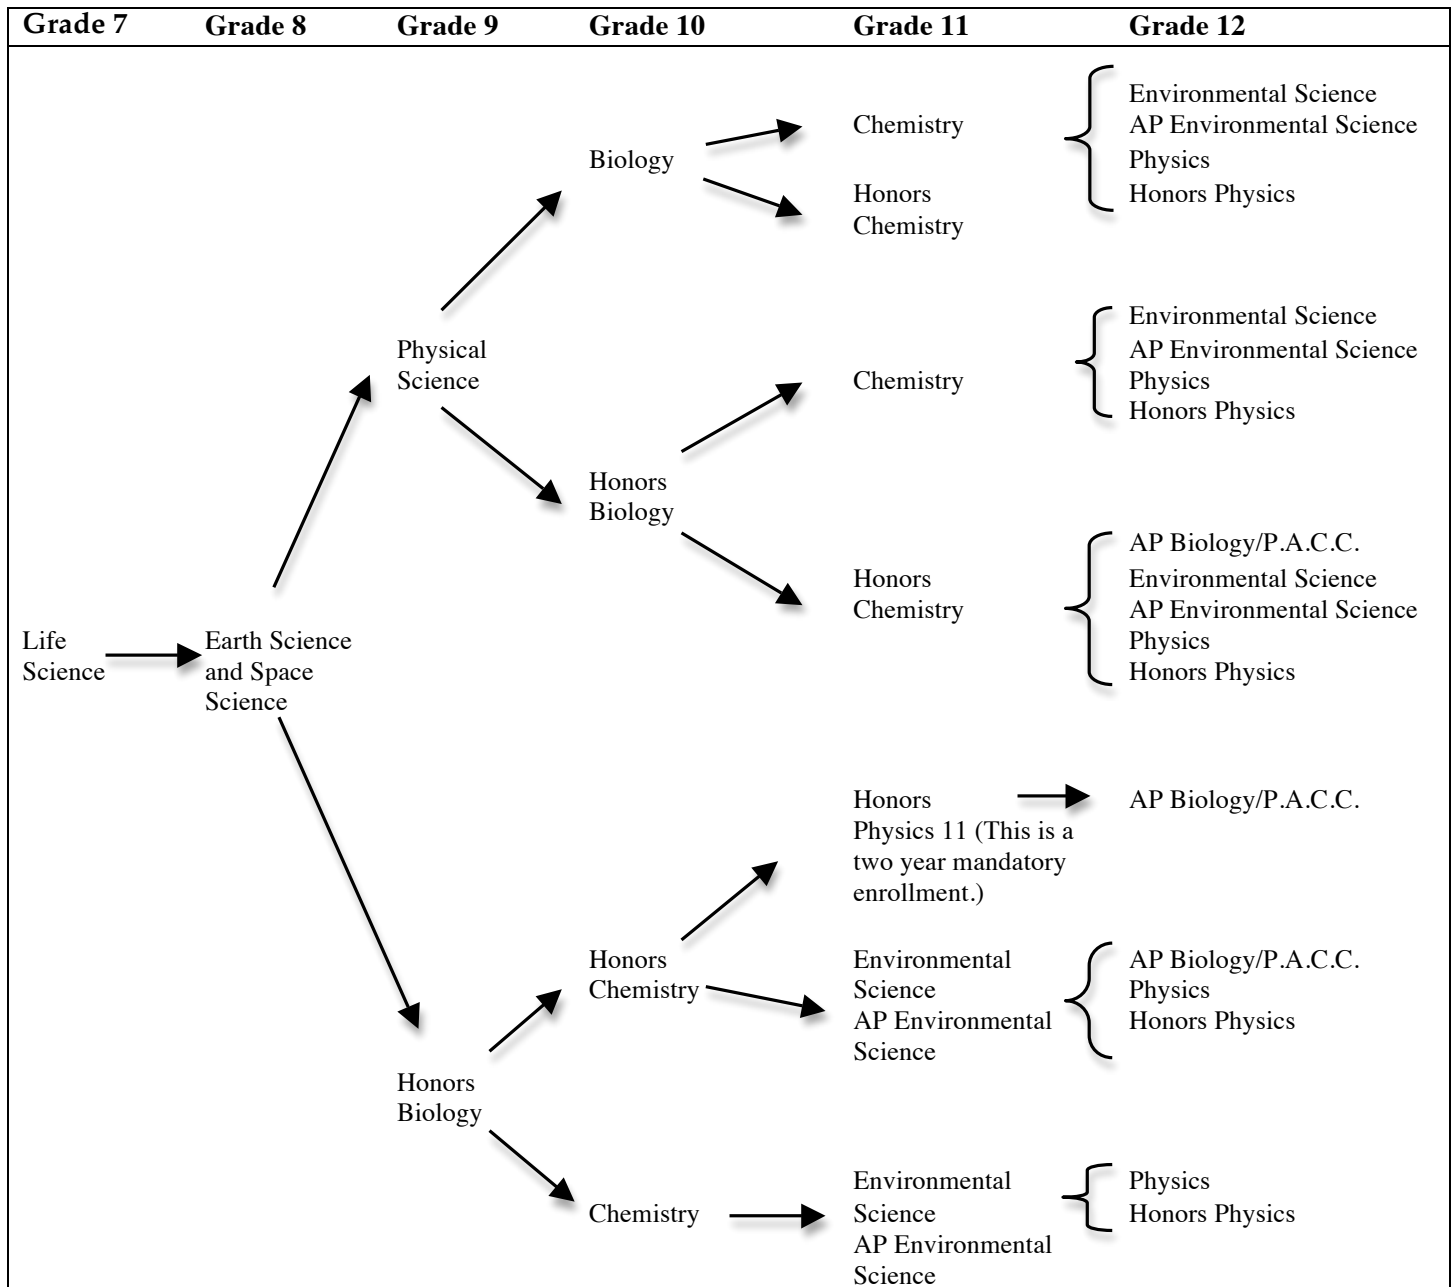 Grade 7 Grade 8 Grade 9 Grade 10 Grade 11 Grade 12
Life
Science
Earth Science
and Space
Science
Physical
Science
Honors
Biology
Biology
Honors
Biology
Honors
Chemistry
Chemistry
Chemistry
Honors
Chemistry
Chemistry
Honors
Chemistry
Honors
Physics 11 (This is a
two year mandatory
enrollment.)
Environmental
Science
AP Environmental
Science
Environmental
Science
AP Environmental
Science
Environmental Science
AP Environmental Science
Physics
Honors Physics
Environmental Science
AP Environmental Science
Physics
Honors Physics
AP Biology/P.A.C.C.
Environmental Science
AP Environmental Science
Physics
Honors Physics
AP Biology/P.A.C.C.
AP Biology/P.A.C.C.
Physics
Honors Physics
Physics
Honors Physics